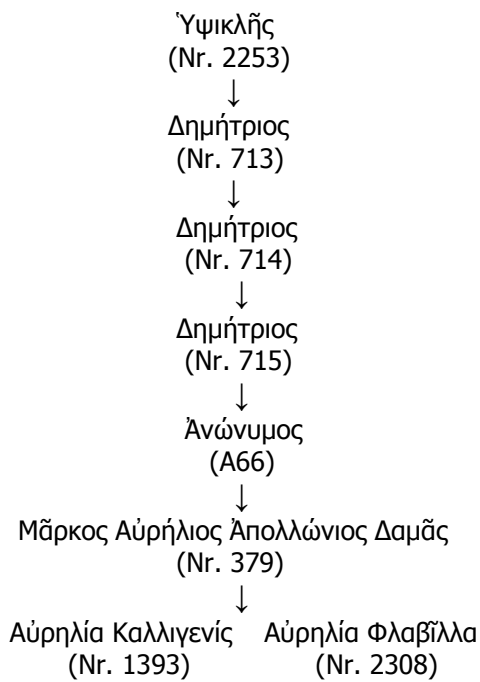 Ὑψικλῆς
(Nr. 2253)
↓
Δημήτριος
(Nr. 713)
↓
Δημήτριος
(Nr. 714)
↓
Δημήτριος
(Nr. 715)
↓
Ἀνώνυμος
(A66)
↓
Μᾶρκος Αὐρήλιος Ἀπολλώνιος Δαμᾶς
(Nr. 379)
↓
Αὐρηλία Καλλιγενίς Αὐρηλία Φλαβῖλλα
(Nr. 1393) (Nr. 2308)